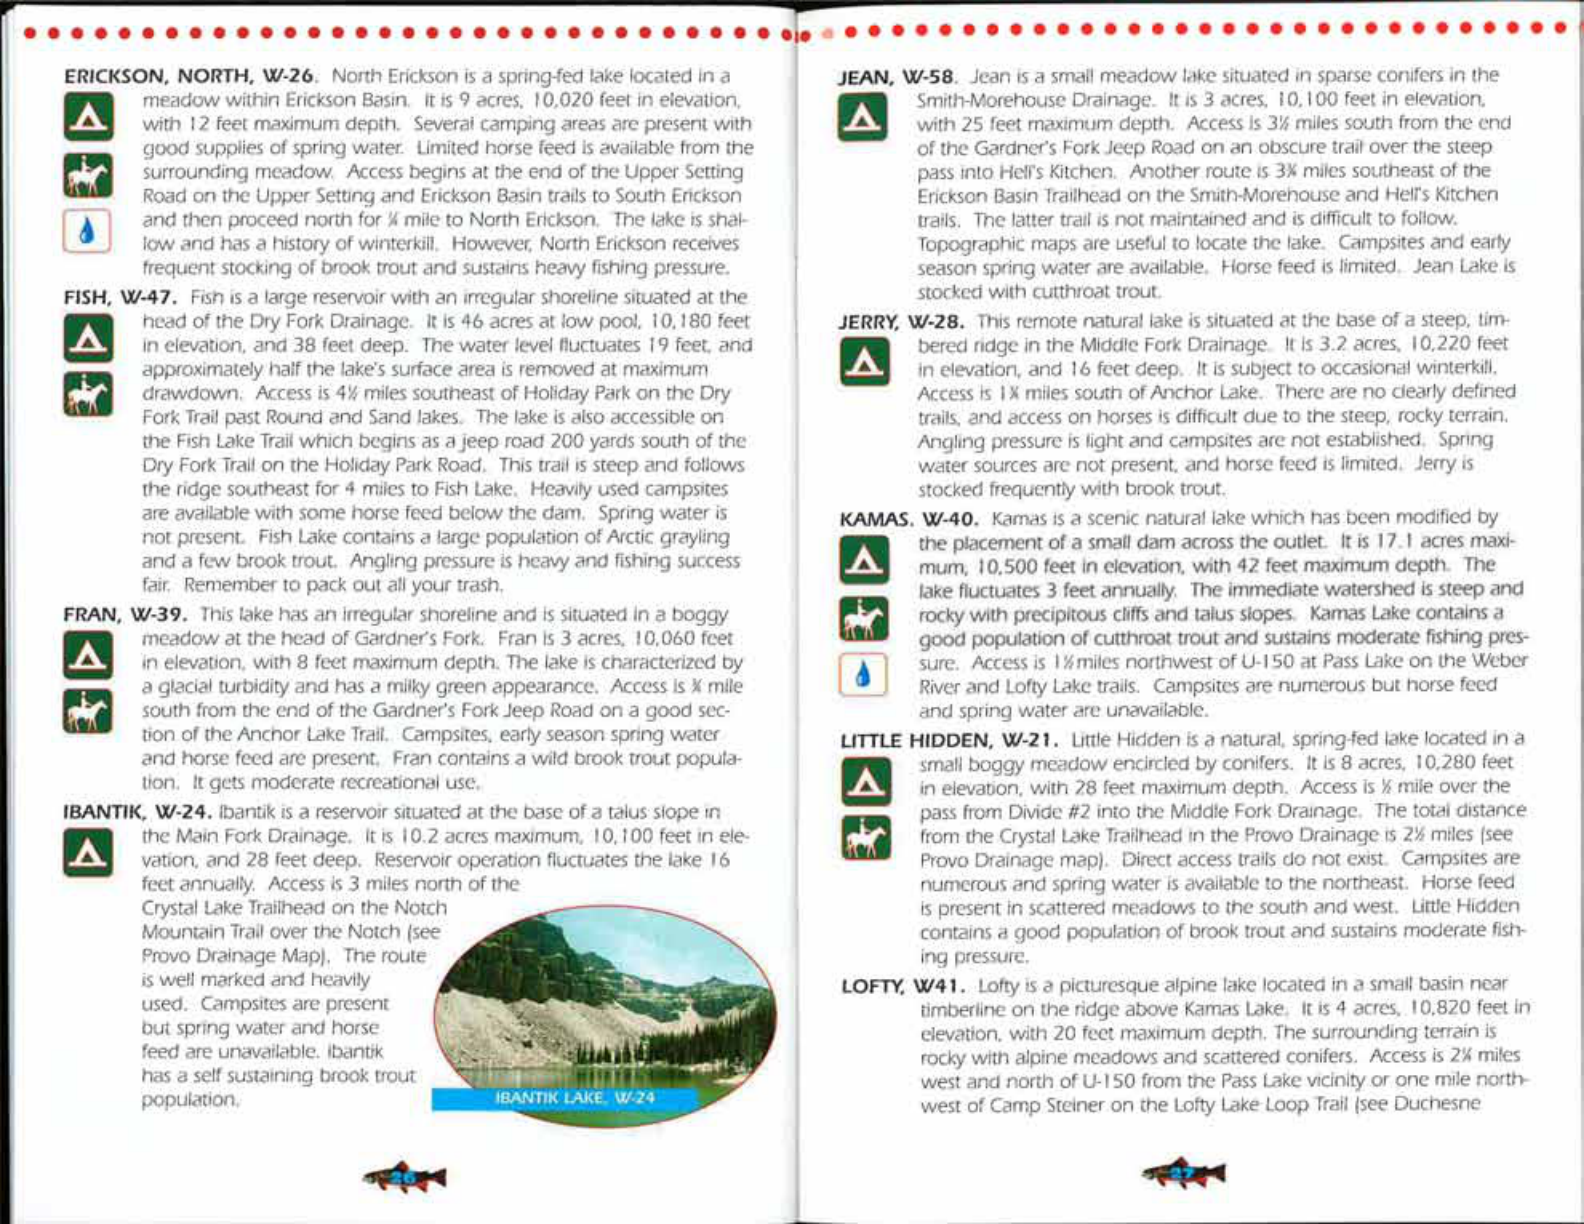 ERICKSON, NORTH, W-26. North Erickson is a spring-fed lake located in a
meadow within Erickson Basin. It is 9 acres, 10,020 feet in elevation,
with 12 feet maximum depth. Several camping areas are present with
good supplies of spring water. Limited horse feed is available from the
surrounding meadow. Access begins at the end of the Upper Setting
Road on the Upper Setting and Erickson Basin trails to South Erickson
and then proceed north for ¼ mile to North Erickson. The lake is shal-
low and has a history of winterkill. However, North Erickson receives
frequent stocking of brook trout and sustains heavy fishing pressure.
FISH, W-47. Fish is a large reservoir with an irregular shoreline situated at the
head of the Dry Fork Drainage. It is 46 acres at low pool, 10,180 feet
in elevation, and 38 feet deep. The water level fluctuates 19 feet, and
approximately half the lake's surface area is removed at maximum
drawdown. Access is 4½ miles southeast of Holiday Park on the Dry
Fork Trail past Round and Sand lakes. The lake is also accessible on
the Fish Lake Trail which begins as a jeep road 200 yards south of the
Dry Fork Trail on the Holiday Park Road. This trail is steep and follows
the ridge southeast for 4 miles to Fish Lake. Heavily used campsites
are available with some horse feed below the dam. Spring water is
not present. Fish Lake contains a large population of Arctic grayling
and a few brook trout. Angling pressure is heavy and fishing success
fair. Remember to pack out all your trash.
FRAN, W-39. This lake has an irregular shoreline and is situated in a boggy
meadow at the head of Gardner's Fork. Fran is 3 acres, 10,060 feet
in elevation, with 8 feet maximum depth. The lake is characterized by
a glacial turbidity and has a milky green appearance. Access is mile
south from the end of the Gardner's Fork Jeep Road on a good sec-
tion of the Anchor Lake Trail. Campsites, early season spring water
and horse feed are present. Fran contains a wild brook trout popula-
tion. It gets moderate recreational use.
IBANTIK, W-24. Ibantik is a reservoir situated at the base of a talus slope in
the Main Fork Drainage. It is 10.2 acres maximum, 10,100 feet in ele-
vation, and 28 feet deep. Reservoir operation fluctuates the lake 16
feet annually. Access is 3 miles north of the
Crystal Lake Trailhead on the Notch
Mountain Trail over the Notch (see
Provo Drainage Map). The route
is well marked and heavily
used. Campsites are present
but spring water and horse
feed are unavailable. Ibantik
has a self sustaining brook trout
population.
IBANTIK LAKE, W-24
26
JEAN, W-58. Jean is a small meadow lake situated in sparse conifers in the
Smith-Morehouse Drainage. It is 3 acres, 10,100 feet in elevation,
with 25 feet maximum depth. Access is 3½ miles south from the end
of the Gardner's Fork Jeep Road on an obscure trail over the steep
pass into Hell's Kitchen. Another route is miles southeast of the
Erickson Basin Trailhead on the Smith-Morehouse and Hell's Kitchen
trails. The latter trail is not maintained and is difficult to follow.
Topographic maps are useful to locate the lake. Campsites and early
season spring water are available. Horse feed is limited. Jean Lake is
stocked with cutthroat trout.
JERRY, W-28. This remote natural lake is situated at the base of a steep, tim-
bered ridge in the Middle Fork Drainage. It is 3.2 acres, 10,220 feet
in elevation, and 16 feet deep. It is subject to occasional winterkill.
Access is miles south of Anchor Lake. There are no clearly defined
trails, and access on horses is difficult due to the steep, rocky terrain.
Angling pressure is light and campsites are not established. Spring
water sources are not present, and horse feed is limited. Jerry is
stocked frequently with brook trout.
KAMAS, W-40. Kamas is a scenic natural lake which has been modified by
the placement of a small dam across the outlet. It is 17.1 acres maxi-
mum, 10,500 feet in elevation, with 42 feet maximum depth. The
lake fluctuates 3 feet annually. The immediate watershed is steep and
rocky with precipitous cliffs and talus slopes. Kamas Lake contains a
good population of cutthroat trout and sustains moderate fishing pres-
sure. Access is 1½ miles northwest of U-150 at Pass Lake on the Weber
River and Lofty Lake trails. Campsites are numerous but horse feed
and spring water are unavailable.
LITTLE HIDDEN, W-21. Little Hidden is a natural, spring-fed lake located in a
small boggy meadow encircled by conifers. It is 8 acres, 10,280 feet
in elevation, with 28 feet maximum depth. Access is ½ mile over the
pass from Divide #2 into the Middle Fork Drainage. The total distance
from the Crystal Lake Trailhead in the Provo Drainage is 2½ miles (see
Provo Drainage map). Direct access trails do not exist. Campsites are
numerous and spring water is available to the northeast. Horse feed
is present in scattered meadows to the south and west. Little Hidden
contains a good population of brook trout and sustains moderate fish-
ing pressure.
LOFTY, W41. Lofty is a picturesque alpine lake located in a small basin near
timberline on the ridge above Kamas Lake. It is 4 acres, 10,820 feet in
elevation, with 20 feet maximum depth. The surrounding terrain is
rocky with alpine meadows and scattered conifers. Access is miles
west and north of U-150 from the Pass Lake vicinity or one mile north-
west of Camp Steiner on the Lofty Lake Loop Trail (see Duchesne
27